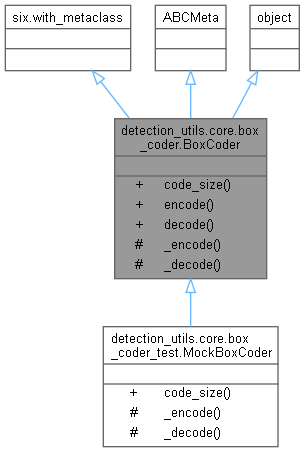 six.with_metaclass
ABCMeta
object
detection_utils.core.box
_coder.BoxCoder
+ code_size()
+ encode()
+ decode()
# _encode()
# _decode()
detection_utils.core.box
_coder_test.MockBoxCoder
+ code_size()
# _encode()
# _decode()